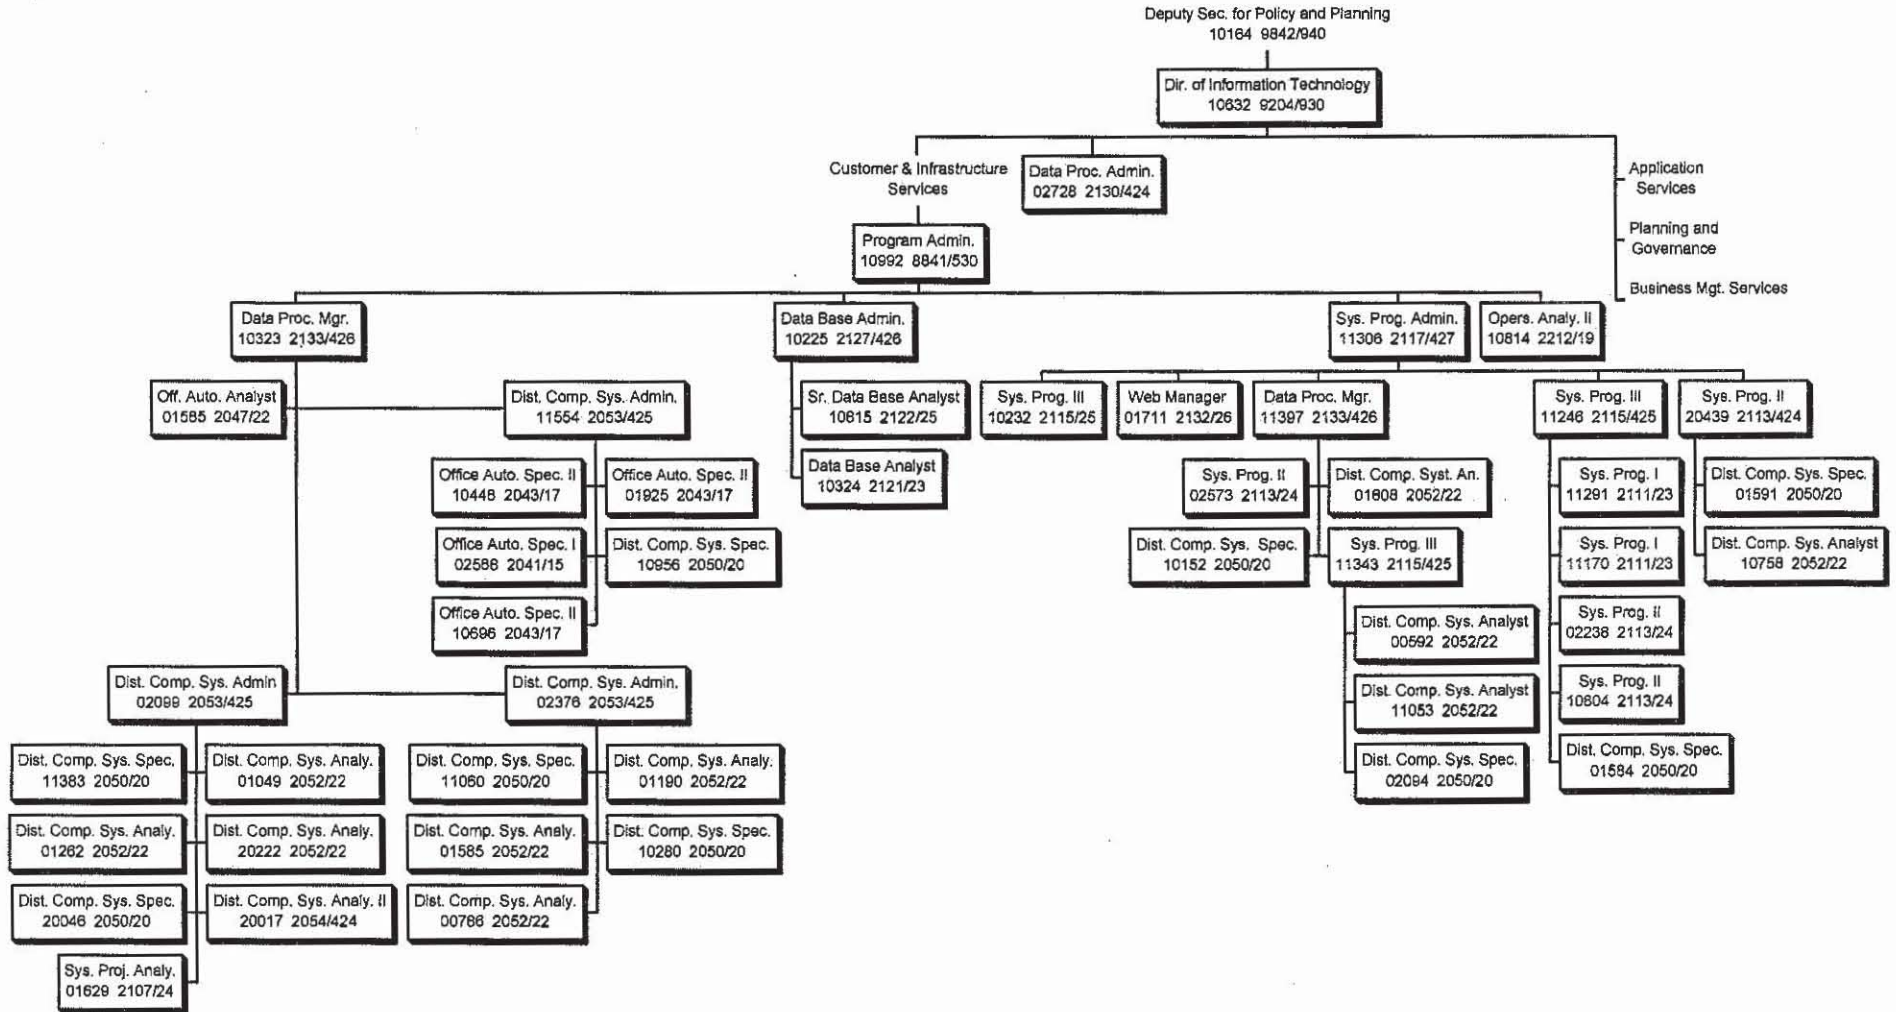 Deputy Sec. for Policy and Planning
10164 9842/940
Dir. of Information Technology
10632 9204/930
Customer & Infrastructure
Services
Data Proc. Admin.
02728 2130/424
Application
Services
Planning and
Governance
Business Mgt. Services
Program Admin.
10992 8841/530
Data Proc. Mgr.
10323 2133/426
Data Base Admin.
10225 2127/426
Sys. Prog. Admin.
11306 2117/427
Opers. Analy. II
10814 2212/19
Off. Auto. Analyst
01585 2047/22
Dist. Comp. Sys. Admin.
11554 2053/425
Sr. Data Base Analyst
10615 2122/25
Data Base Analyst
10324 2121/23
Sys. Prog. III
10232 2115/25
Web Manager
01711 2132/26
Data Proc. Mgr.
11397 2133/426
Sys. Prog. III
11246 2115/425
Sys. Prog. II
20439 2113/424
Office Auto. Spec. II
10448 2043/17
Office Auto. Spec. II
01925 2043/17
Office Auto. Spec. I
02588 2041/15
Dist. Comp. Sys. Spec.
10956 2050/20
Office Auto. Spec. II
10696 2043/17
Sys. Prog. II
02573 2113/24
Dist. Comp. Syst. An.
01808 2052/22
Dist. Comp. Sys. Spec.
10152 2050/20
Sys. Prog. III
11343 2115/425
Dist. Comp. Sys. Analyst
00592 2052/22
Dist. Comp. Sys. Analyst
11053 2052/22
Dist. Comp. Sys. Spec.
02094 2050/20
Sys. Prog. I
11291 2111/23
Sys. Prog. I
11170 2111/23
Sys. Prog. II
02238 2113/24
Sys. Prog. II
10804 2113/24
Dist. Comp. Sys. Spec.
01584 2050/20
Dist. Comp. Sys. Spec.
01591 2050/20
Dist. Comp. Sys. Analyst
10758 2052/22
Dist. Comp. Sys. Admin
02099 2053/425
Dist. Comp. Sys. Admin.
02376 2053/425
Dist. Comp. Sys. Spec.
11383 2050/20
Dist. Comp. Sys. Analy.
01049 2052/22
Dist. Comp. Sys. Analy.
01262 2052/22
Dist. Comp. Sys. Analy.
20222 2052/22
Dist. Comp. Sys. Spec.
20046 2050/20
Dist. Comp. Sys. Analy. II
20017 2054/424
Sys. Proj. Analy.
01629 2107/24
Dist. Comp. Sys. Spec.
11060 2050/20
Dist. Comp. Sys. Analy.
01190 2052/22
Dist. Comp. Sys. Analy.
01585 2052/22
Dist. Comp. Sys. Spec.
10280 2050/20
Dist. Comp. Sys. Analy.
00786 2052/22